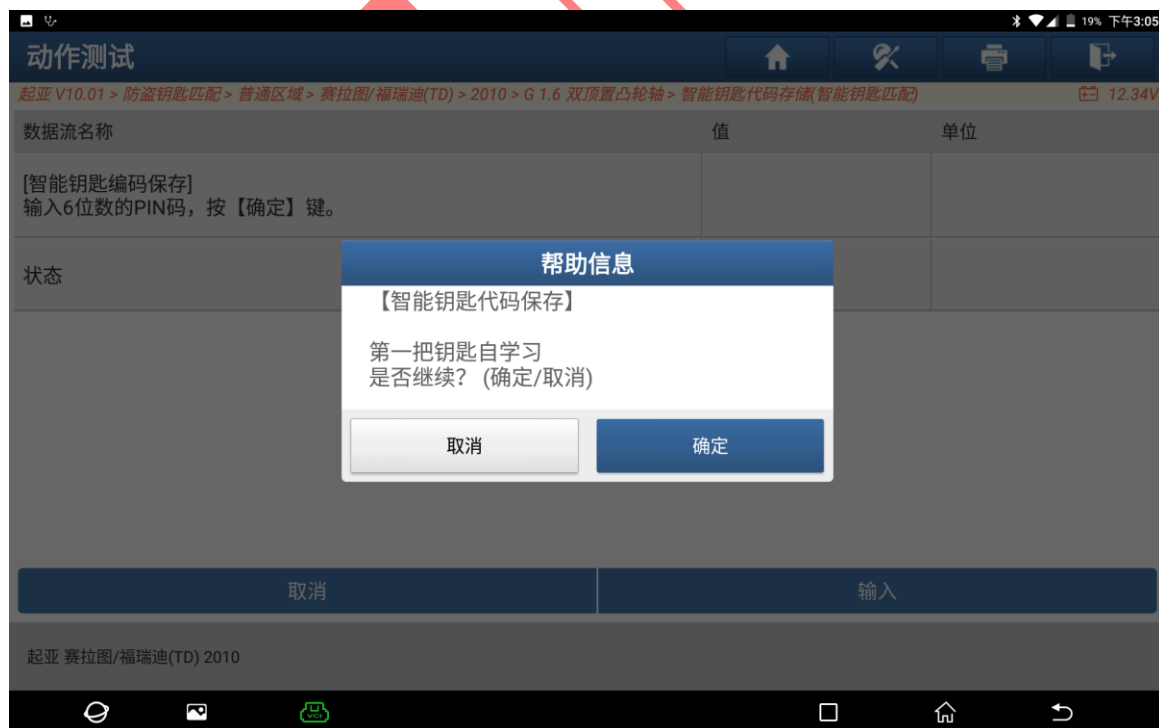 19% 下午3:05
动作测试
起亚 V10.01 > 防盗钥匙匹配 > 普通区域 > 赛拉图/福瑞迪(TD) > 2010 > G 1.6 双顶置凸轮轴 > 智能钥匙代码存储(智能钥匙匹配) 12.34V
数据流名称 值 单位
[智能钥匙编码保存]
输入6位数的PIN码，按【确定】键。
状态
帮助信息
【智能钥匙代码保存】
第一把钥匙自学习
是否继续？ (确定/取消)
取消 确定
取消 输入
起亚 赛拉图/福瑞迪(TD) 2010
VCI